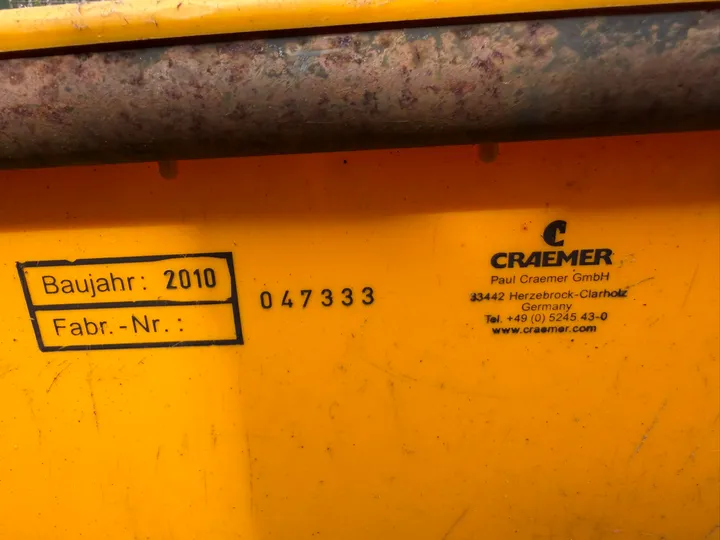 Baujahr: 2010
Fabr.-Nr.:
047333
C
CRAEMER
Paul Craemer GmbH
33442 Herzebrock-Clarholz
Germany
Tel. +49 (0) 5245 43-0
www.craemer.com